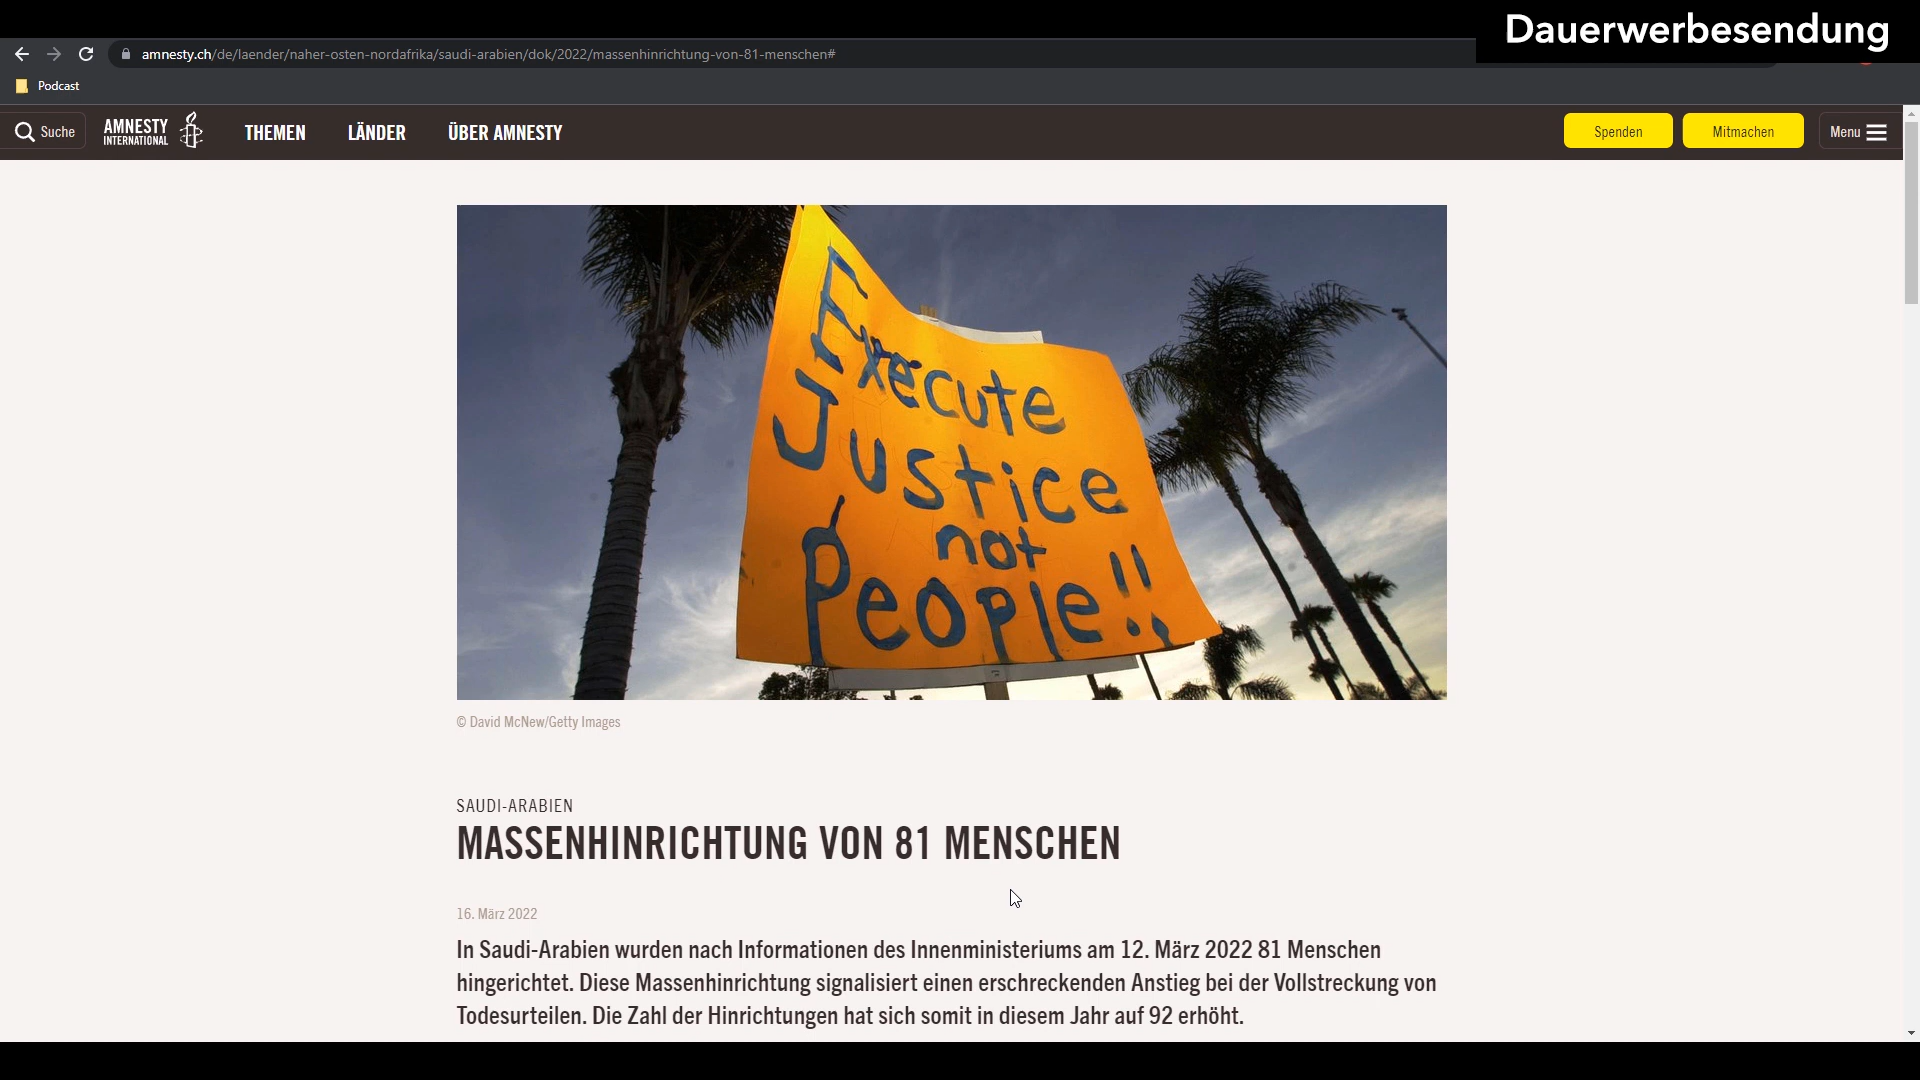 Dauerwerbesendung
amnesty.ch/de/laender/naher-osten-nordafrika/saudi-arabien/dok/2022/massenhinrichtung-von-81-menschen#
Podcast
Suche
AMNESTY
INTERNATIONAL
THEMEN
LÄNDER
ÜBER AMNESTY
Spenden
Mitmachen
Menu
Execute
Justice
not
People!!
© David McNew/Getty Images
SAUDI-ARABIEN
MASSENHINRICHTUNG VON 81 MENSCHEN
16. März 2022
In Saudi-Arabien wurden nach Informationen des Innenministeriums am 12. März 2022 81 Menschen
hingerichtet. Diese Massenhinrichtung signalisiert einen erschreckenden Anstieg bei der Vollstreckung von
Todesurteilen. Die Zahl der Hinrichtungen hat sich somit in diesem Jahr auf 92 erhöht.